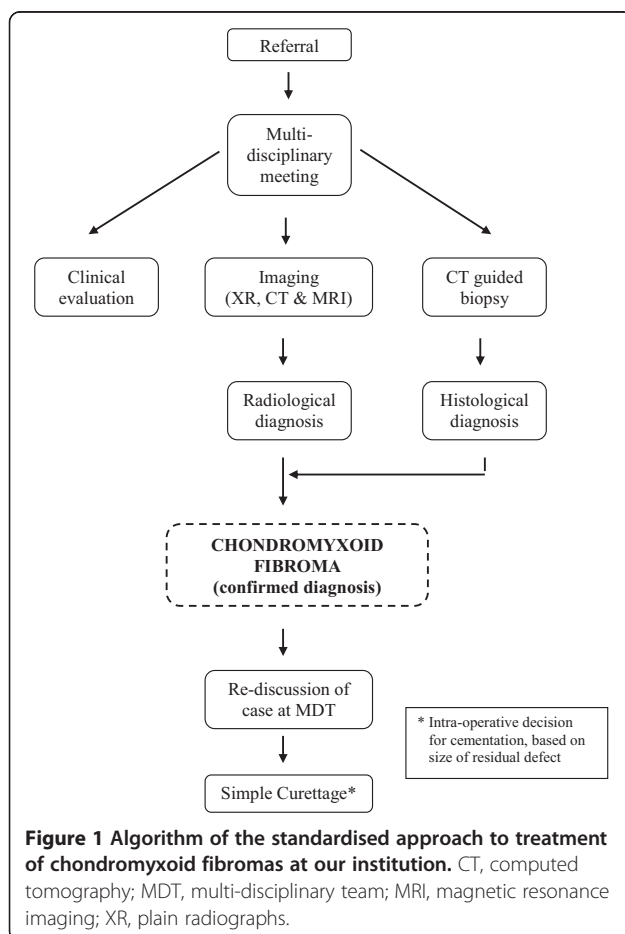 Referral
Multi-
disciplinary
meeting
Clinical
evaluation
Imaging
(XR, CT & MRI)
CT guided
biopsy
Radiological
diagnosis
Histological
diagnosis
CHONDROMYXOID
FIBROMA
(confirmed diagnosis)
Re-discussion of
case at MDT
* Intra-operative decision
for cementation, based on
size of residual defect
Simple Curettage*
Figure 1 Algorithm of the standardised approach to treatment
of chondromyxoid fibromas at our institution. CT, computed
tomography; MDT, multi-disciplinary team; MRI, magnetic resonance
imaging; XR, plain radiographs.